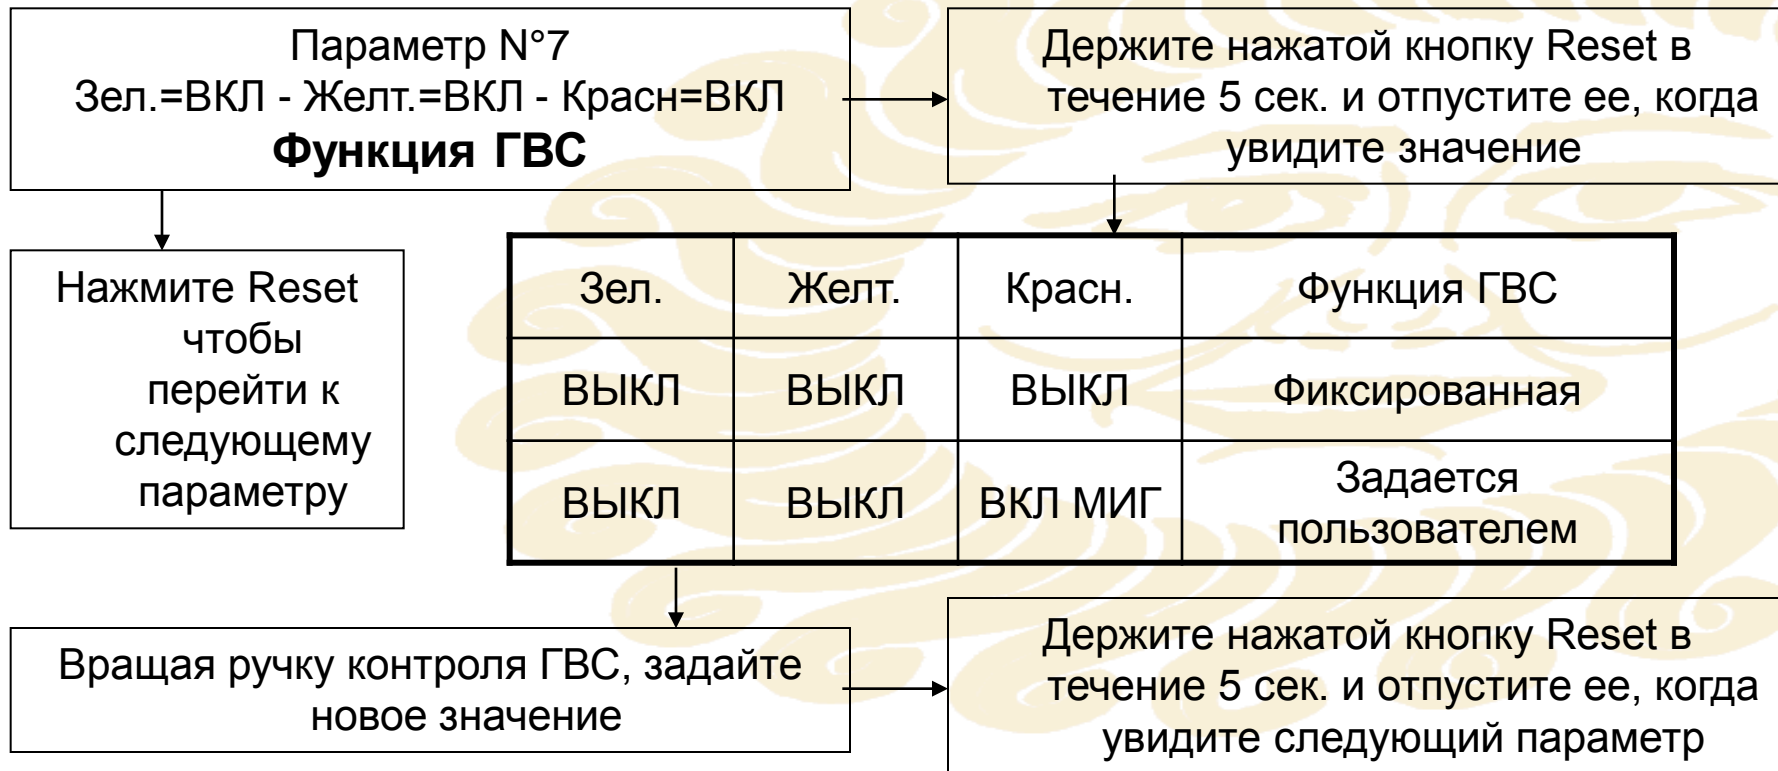 Параметр N°7
Зел.=ВКЛ - Желт.=ВКЛ - Красн=ВКЛ
Функция ГВС
Держите нажатой кнопку Reset в
течение 5 сек. и отпустите ее, когда
увидите значение
Нажмите Reset
чтобы
перейти к
следующему
параметру
Зел. Желт. Красн. Функция ГВС
ВЫКЛ ВЫКЛ ВЫКЛ Фиксированная
ВЫКЛ ВЫКЛ ВКЛ МИГ Задается
пользователем
Вращая ручку контроля ГВС, задайте
новое значение
Держите нажатой кнопку Reset в
течение 5 сек. и отпустите ее, когда
увидите следующий параметр